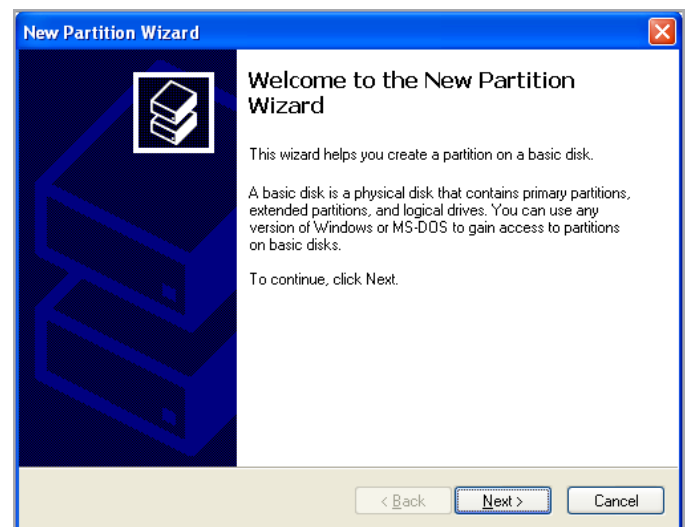 New Partition Wizard
Welcome to the New Partition
Wizard
This wizard helps you create a partition on a basic disk.
A basic disk is a physical disk that contains primary partitions,
extended partitions, and logical drives. You can use any
version of Windows or MS-DOS to gain access to partitions
on basic disks.
To continue, click Next.
< Back Next > Cancel